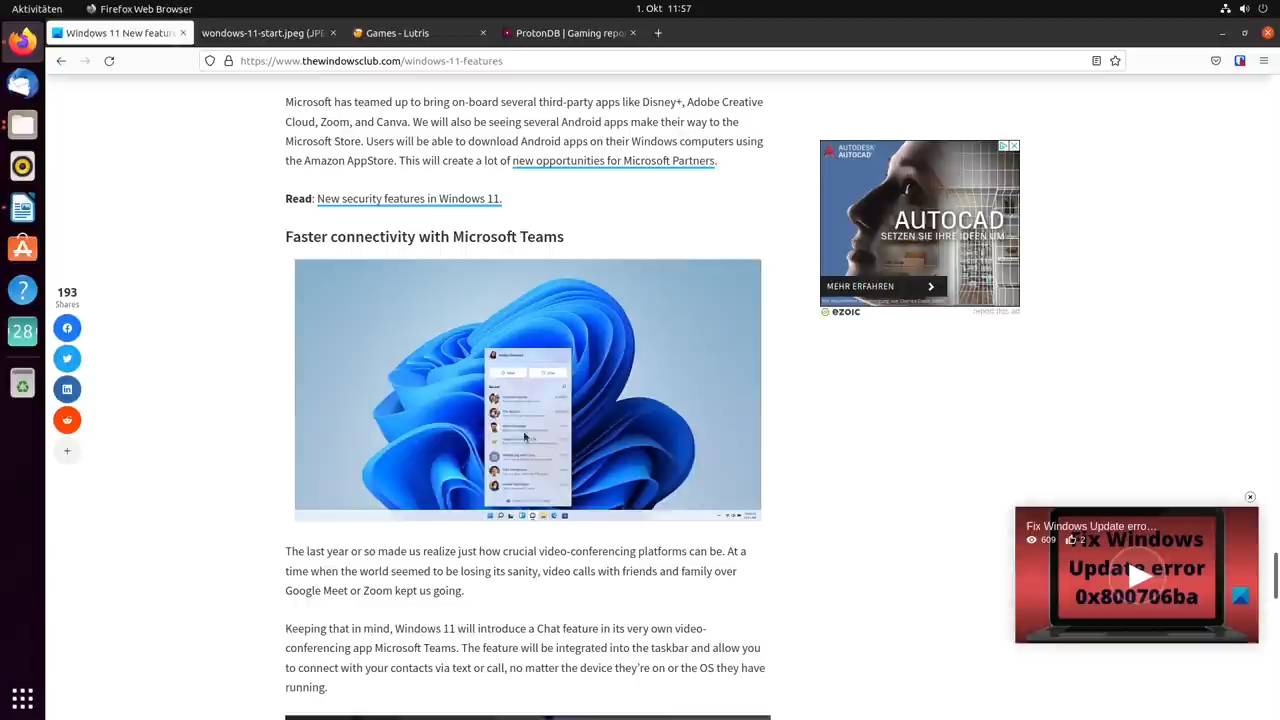 Aktivitäten
Firefox Web Browser
1. Okt 11:57
Windows 11 New featur
wondows-11-start.jpeg (JPE
Games - Lutris
ProtonDB | Gaming repo
https://www.thewindowsclub.com/windows-11-features
Microsoft has teamed up to bring on-board several third-party apps like Disney+, Adobe Creative
Cloud, Zoom, and Canva. We will also be seeing several Android apps make their way to the
Microsoft Store. Users will be able to download Android apps on their Windows computers using
the Amazon AppStore. This will create a lot of new opportunities for Microsoft Partners.
Read: New security features in Windows 11.
Faster connectivity with Microsoft Teams
193
Shares
28
The last year or so made us realize just how crucial video-conferencing platforms can be. At a
time when the world seemed to be losing its sanity, video calls with friends and family over
Google Meet or Zoom kept us going.
Keeping that in mind, Windows 11 will introduce a Chat feature in its very own video-
conferencing app Microsoft Teams. The feature will be integrated into the taskbar and allow you
to connect with your contacts via text or call, no matter the device they're on or the OS they have
running.
AUTODESK
AUTOCAD
AUTOCAD
SETZEN SIE IHRE IDEEN UM
MEHR ERFAHREN
ezoic
report this ad
Fix Windows Update erro...
609
2
Fix Windows
Update error
0x800706ba